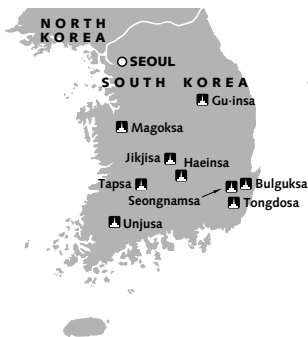 NORTH
KOREA
SEOUL
SOUTH KOREA
Gu-insa
Magoksa
Jikjisa
Haeinsa
Tapsa
Bulguksa
Seongnamsa
Tongdosa
Unjusa